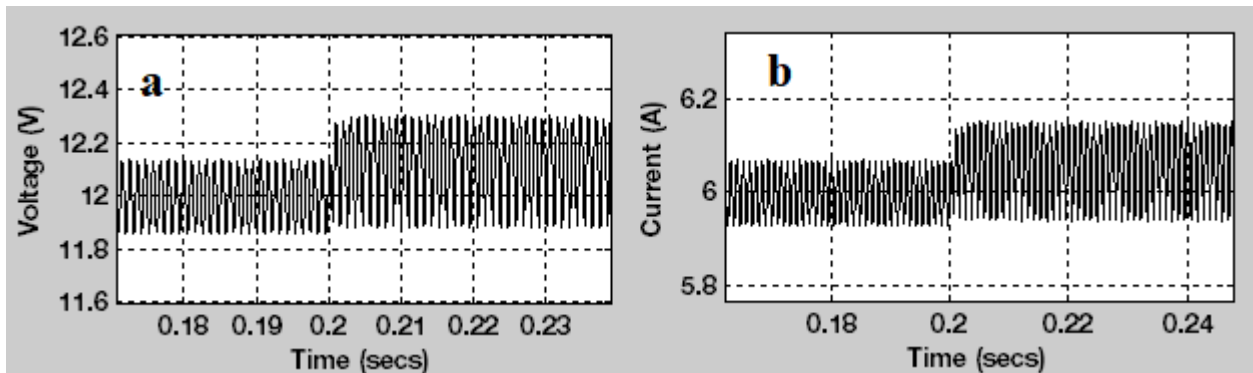 12.6
12.4
12.2
12
11.8
11.6
Voltage (V)
a
0.18 0.19 0.2 0.21 0.22 0.23
Time (secs)
6.2
6
5.8
Current (A)
b
0.18 0.2 0.22 0.24
Time (secs)